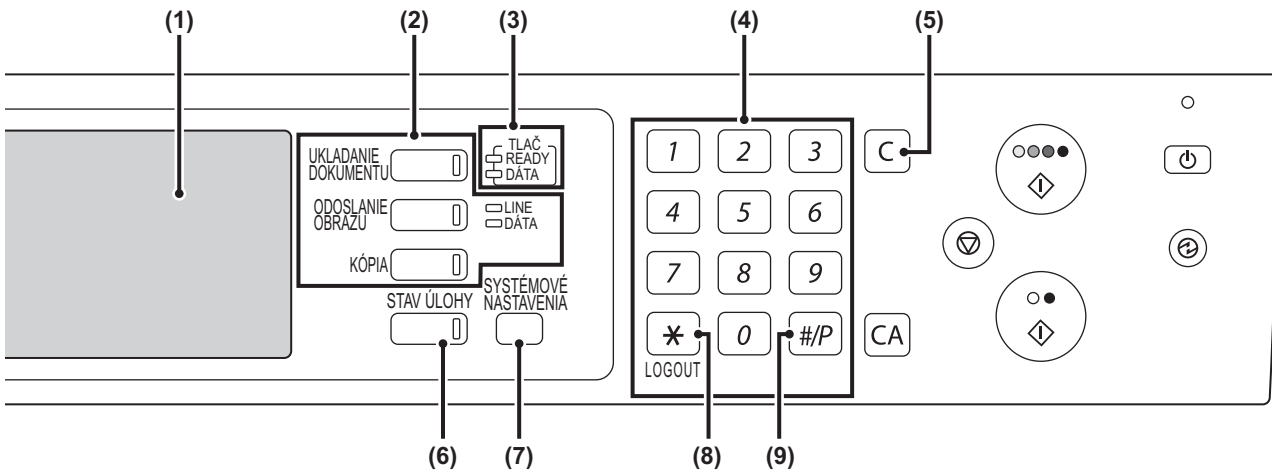 (1) (2) (3) (4) (5)
TLAČ
READY
DÁTA
UKLADANIE
DOKUMENTU
ODOSLANIE
OBRAZU
LINE
DÁTA
KÓPIA
STAV ÚLOHY
SYSTÉMOVÉ
NASTAVENIA
1 2 3
4 5 6
7 8 9
0 #/P
LOGOUT
C
CA
(6) (7) (8) (9)